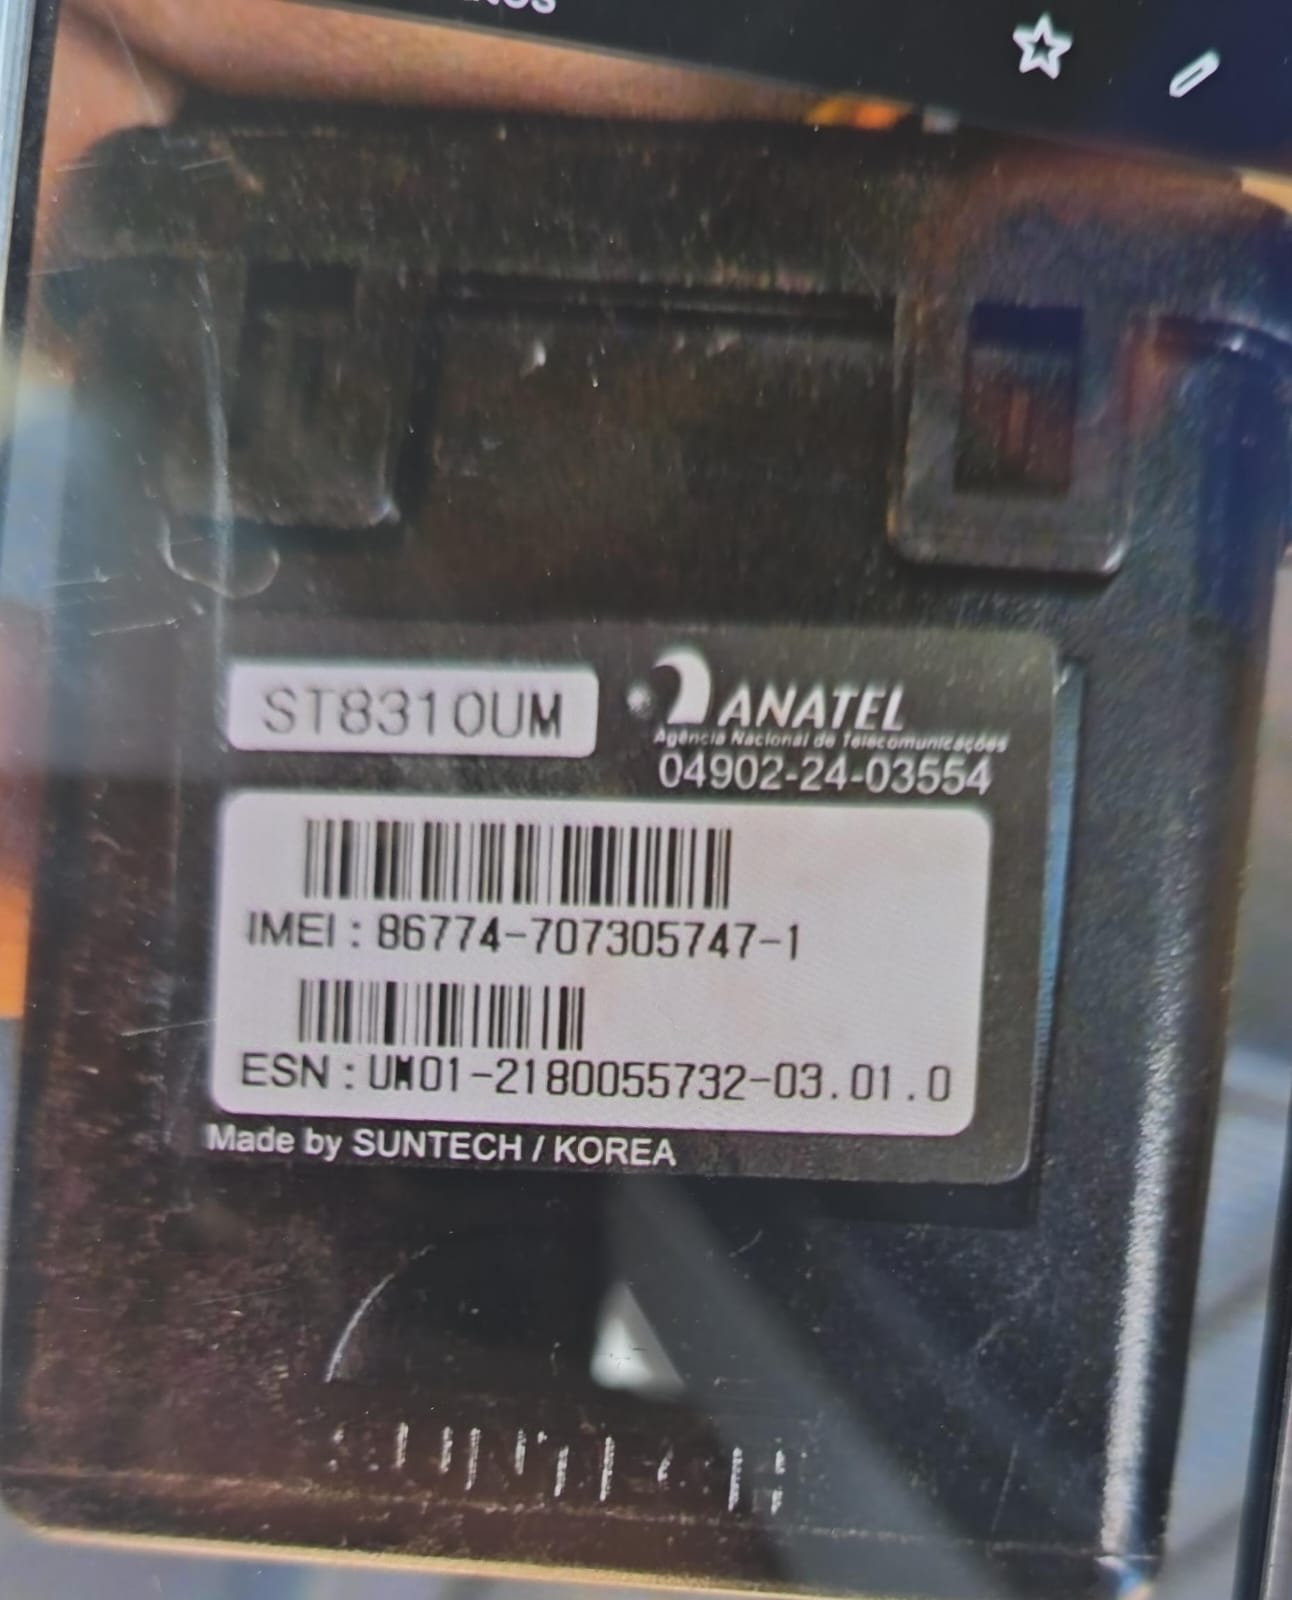 ST8310UM
ANATEL
Agência Nacional de Telecomunicações
04902-24-03554
IMEI : 86774-707305747-1
ESN : UM01-2180055732-03.01.0
Made by SUNTECH / KOREA